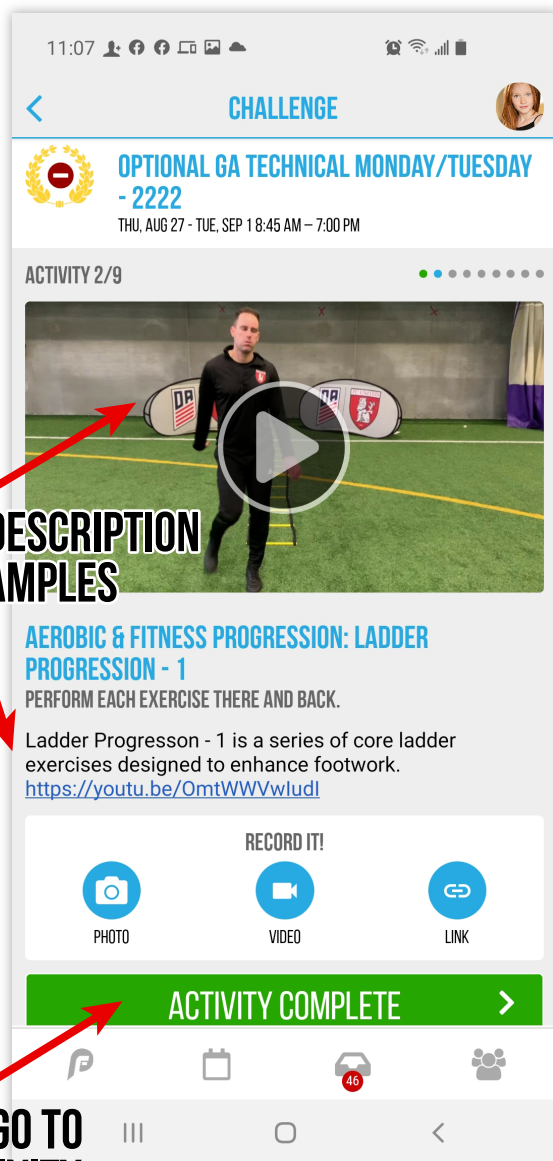 11:07
CHALLENGE
OPTIONAL GA TECHNICAL MONDAY/TUESDAY
- 2222
THU, AUG 27 - TUE, SEP 1 8:45 AM – 7:00 PM
ACTIVITY 2/9
DA
DA
DESCRIPTION
AMPLES
AEROBIC & FITNESS PROGRESSION: LADDER
PROGRESSION - 1
PERFORM EACH EXERCISE THERE AND BACK.
Ladder Progresson - 1 is a series of core ladder
exercises designed to enhance footwork.
https://youtu.be/OmtWWVwIudI
RECORD IT!
PHOTO VIDEO LINK
ACTIVITY COMPLETE
46
GO TO